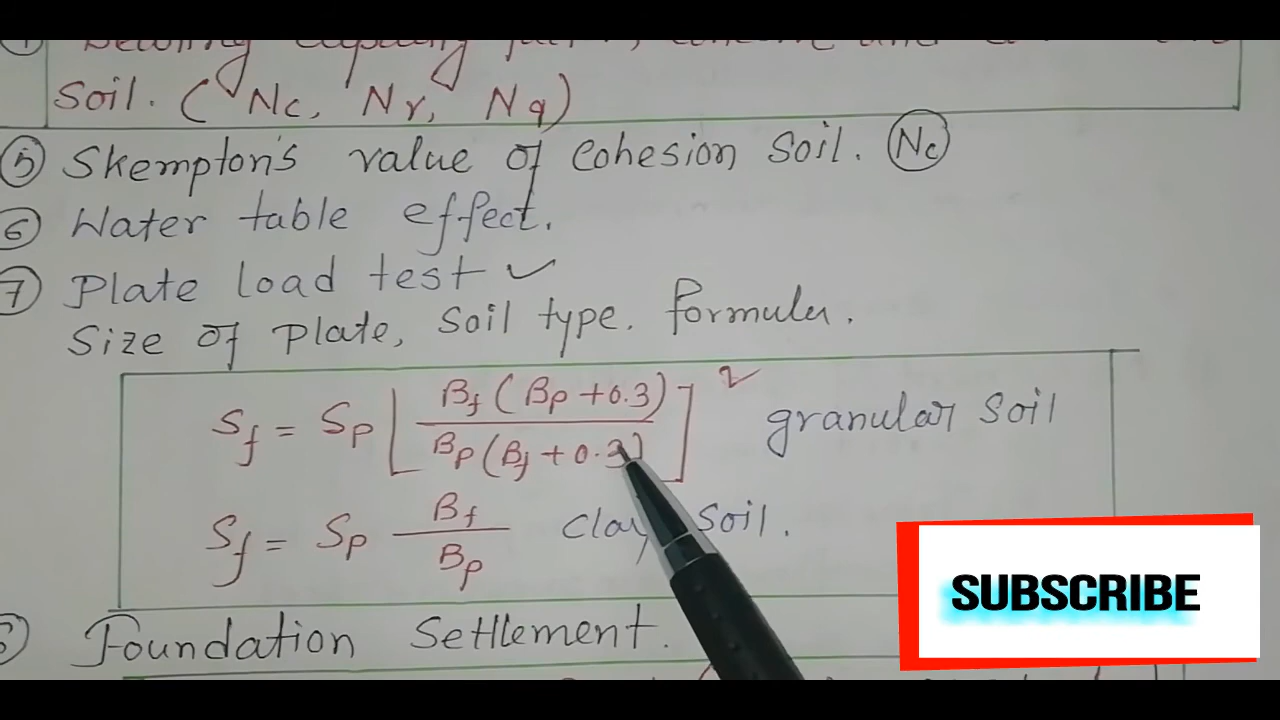 Soil. (Nc, Nr, Nq)
5 Skempton's value of Cohesion Soil. Nc
6 Water table effect.
7 Plate load test ✓
Size of Plate, Soil type. formula.
Sf = Sp [Bf (Bp + 0.3) / Bp (Bf + 0.3)]² granular Soil
Sf = Sp Bf / Bp Clay Soil.
Foundation Settlement.
SUBSCRIBE